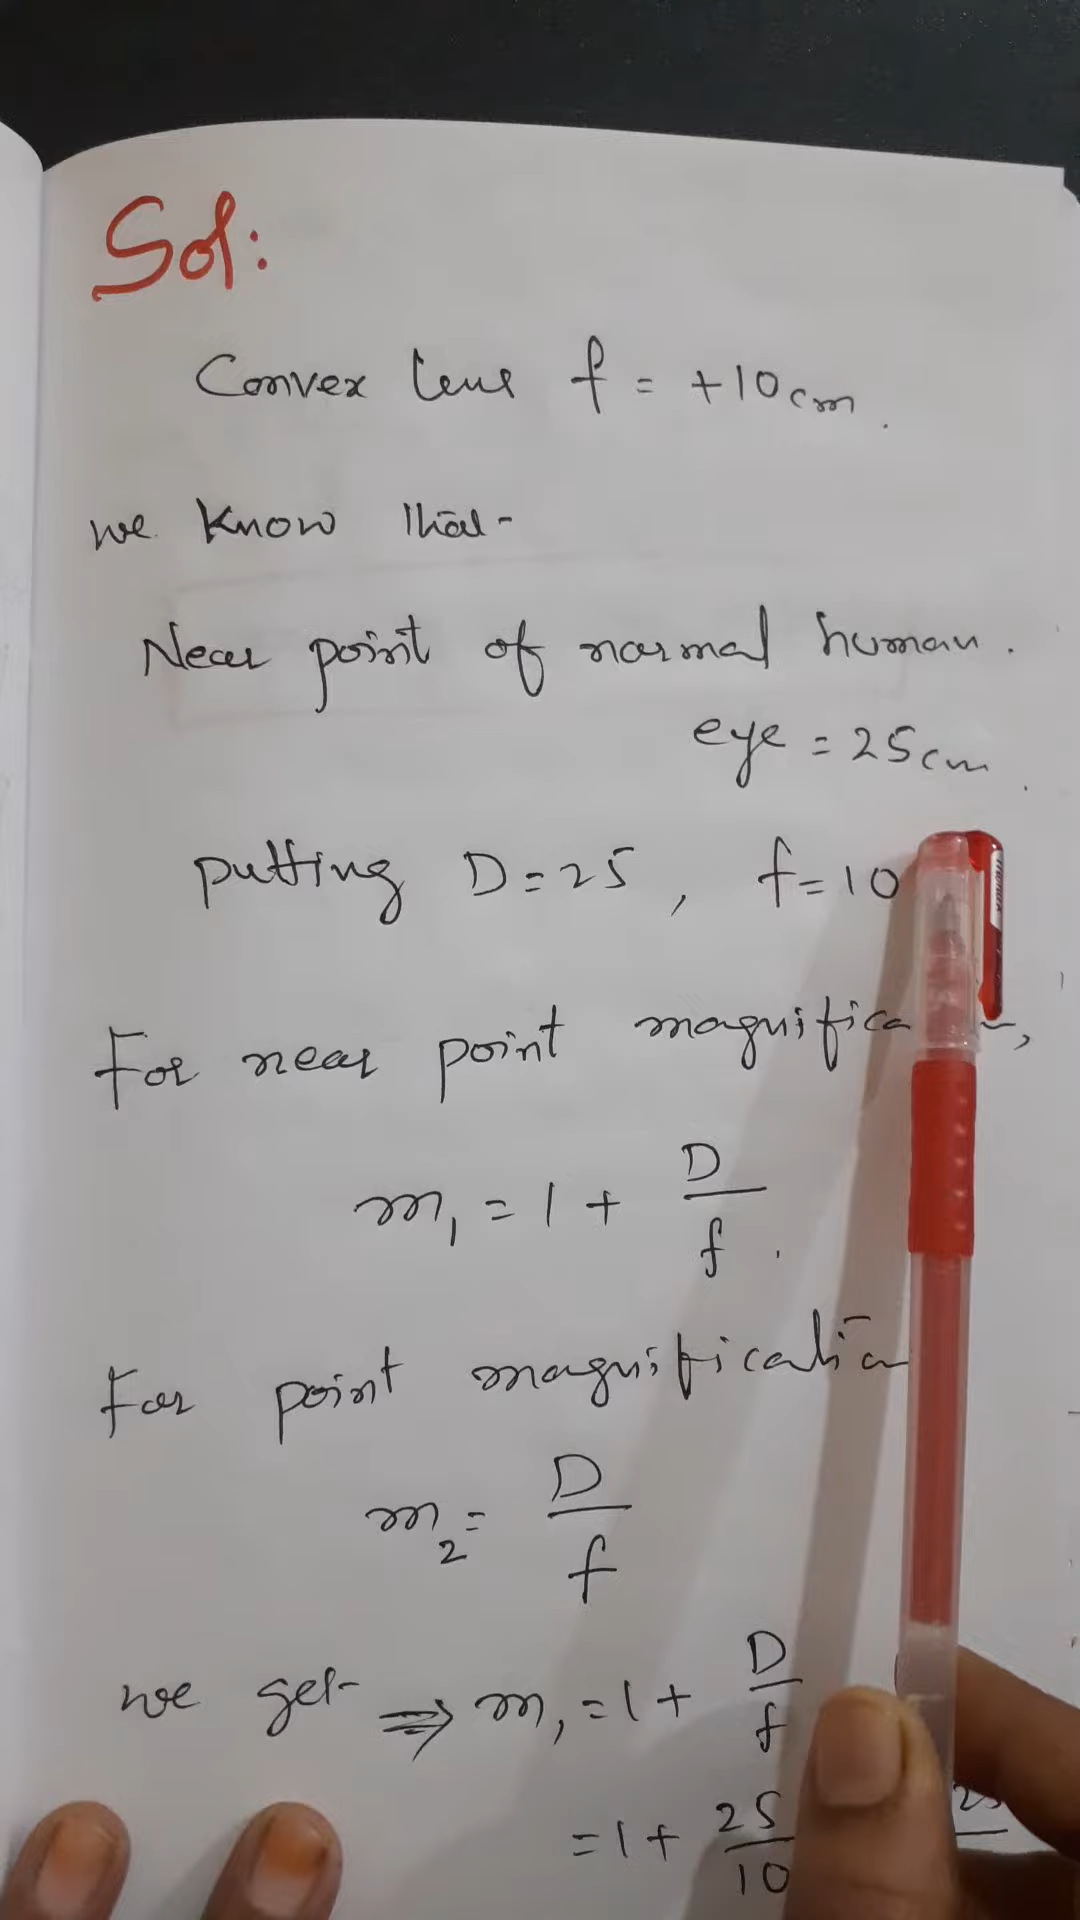 Sol:
Convex lens f = +10cm.
we know that-
Near point of normal human.
eye = 25cm.
putting D=25, f=10
For near point magnifica
m₁ = 1 + D/f.
Far point magnification
m₂ = D/f
we get ⇒ m₁ = 1 + D/f
= 1 + 25/10